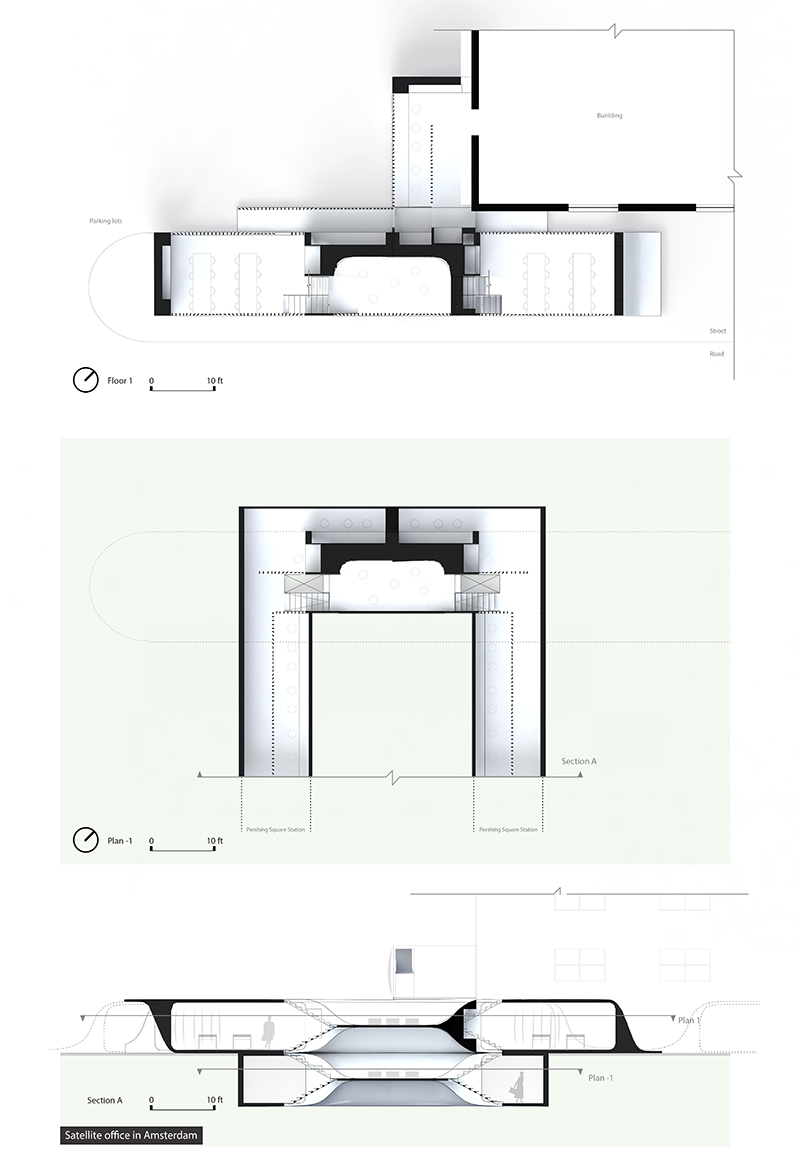 Burilding
Parking lots
Street
Road
Floor 1 0 10 ft
Section A
Pershing Square Station Pershing Square Station
Plan -1 0 10 ft
Plan 1
Plan -1
Section A 0 10 ft
Satellite office in Amsterdam